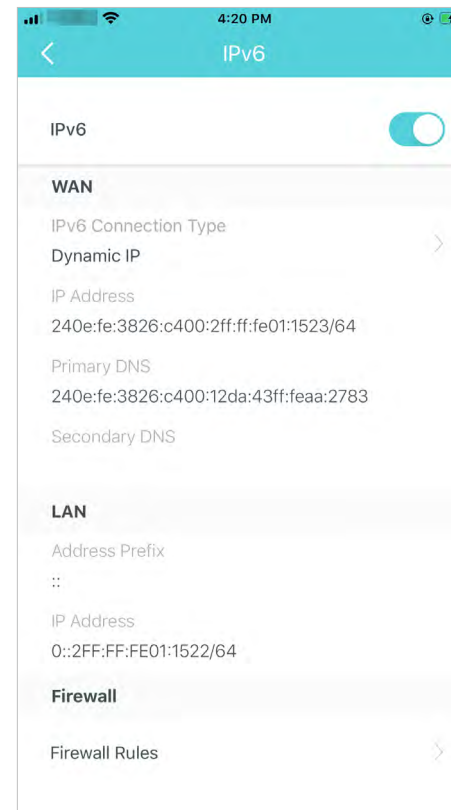 4:20 PM
IPv6
IPv6
WAN
IPv6 Connection Type
Dynamic IP
IP Address
240e:fe:3826:c400:2ff:ff:fe01:1523/64
Primary DNS
240e:fe:3826:c400:12da:43ff:feaa:2783
Secondary DNS
LAN
Address Prefix
::
IP Address
0::2FF:FF:FE01:1522/64
Firewall
Firewall Rules